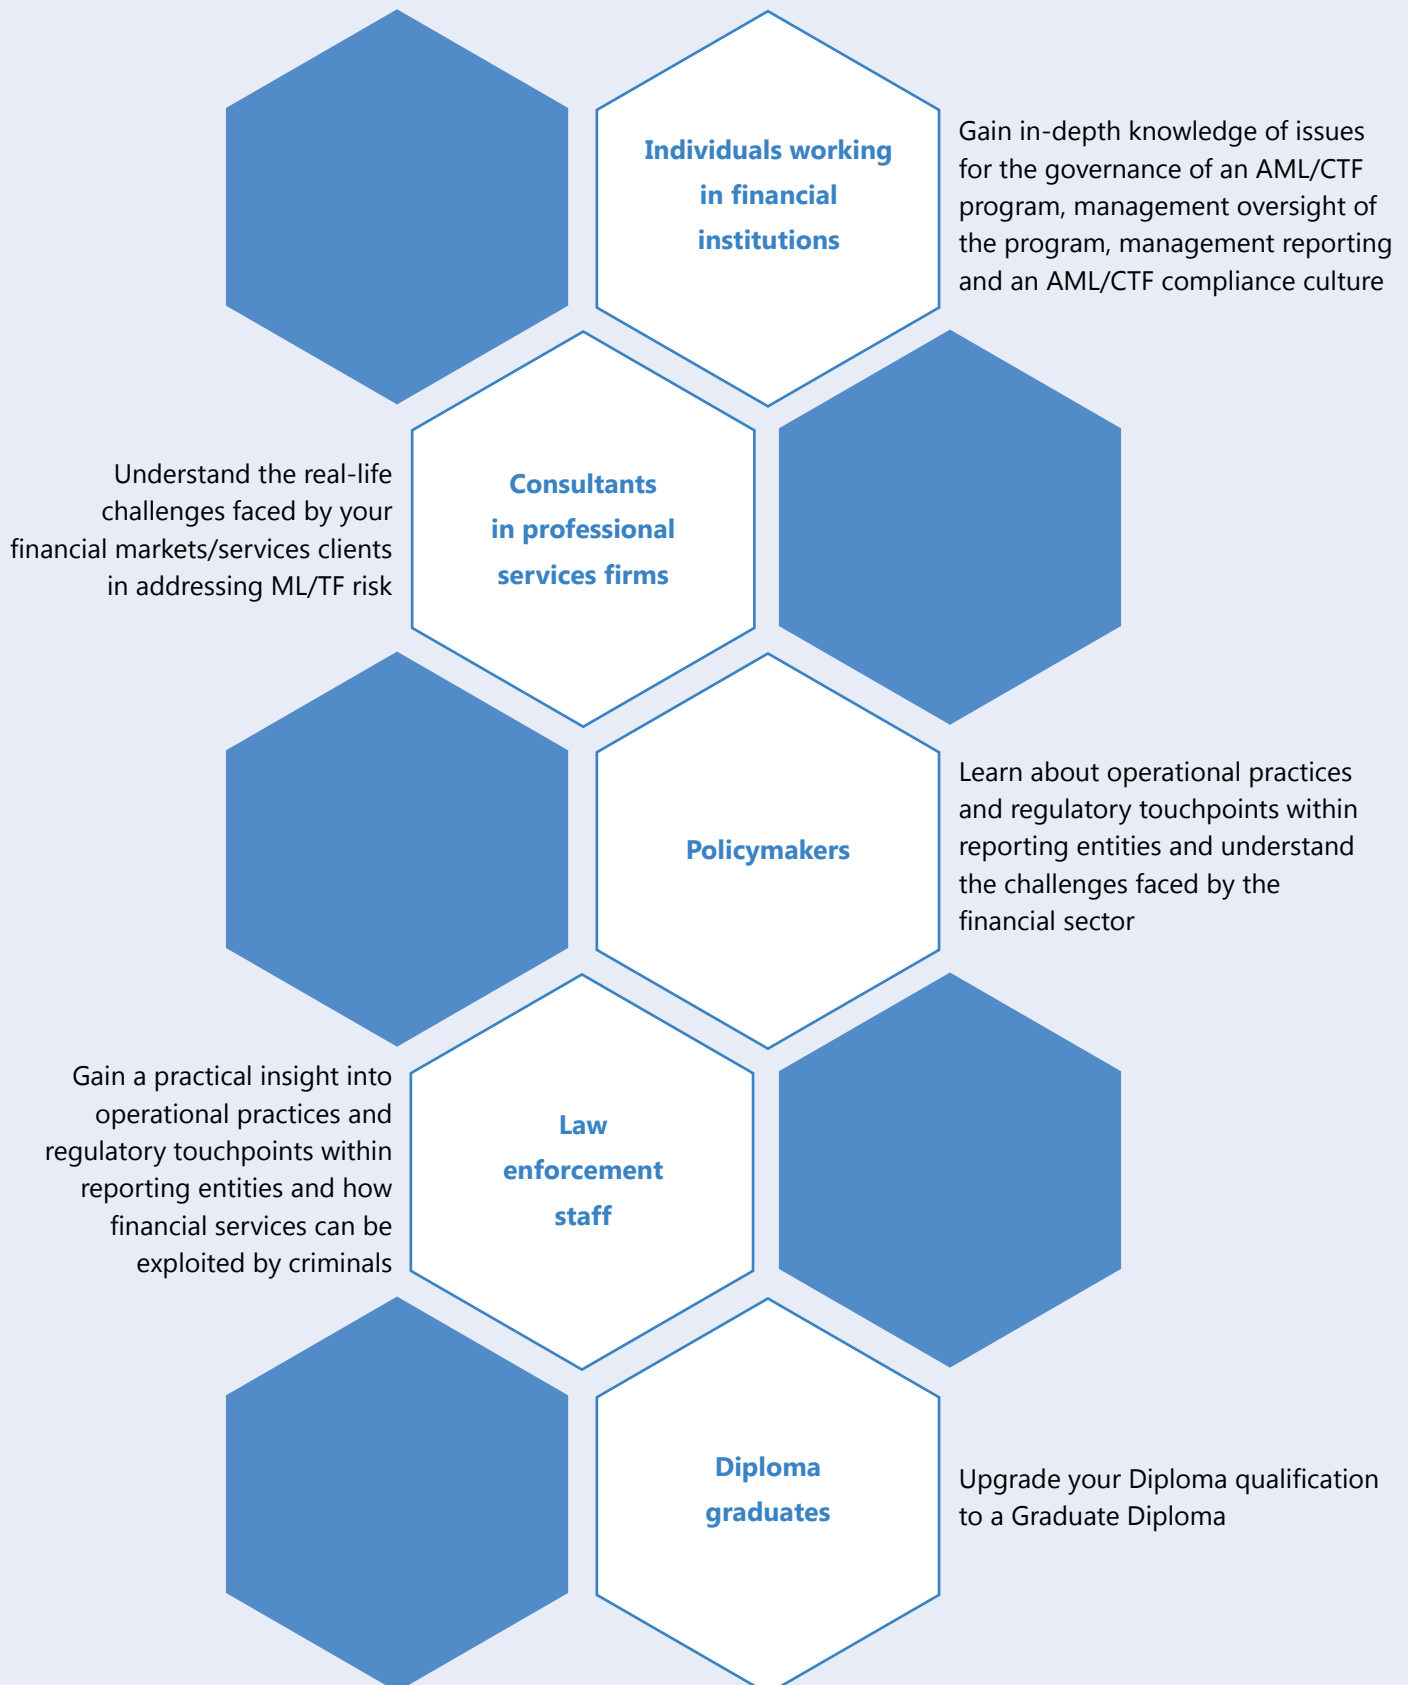 Individuals working
in financial
institutions
Gain in-depth knowledge of issues
for the governance of an AML/CTF
program, management oversight of
the program, management reporting
and an AML/CTF compliance culture
Understand the real-life
challenges faced by your
financial markets/services clients
in addressing ML/TF risk
Consultants
in professional
services firms
Policymakers
Learn about operational practices
and regulatory touchpoints within
reporting entities and understand
the challenges faced by the
financial sector
Gain a practical insight into
operational practices and
regulatory touchpoints within
reporting entities and how
financial services can be
exploited by criminals
Law
enforcement
staff
Diploma
graduates
Upgrade your Diploma qualification
to a Graduate Diploma